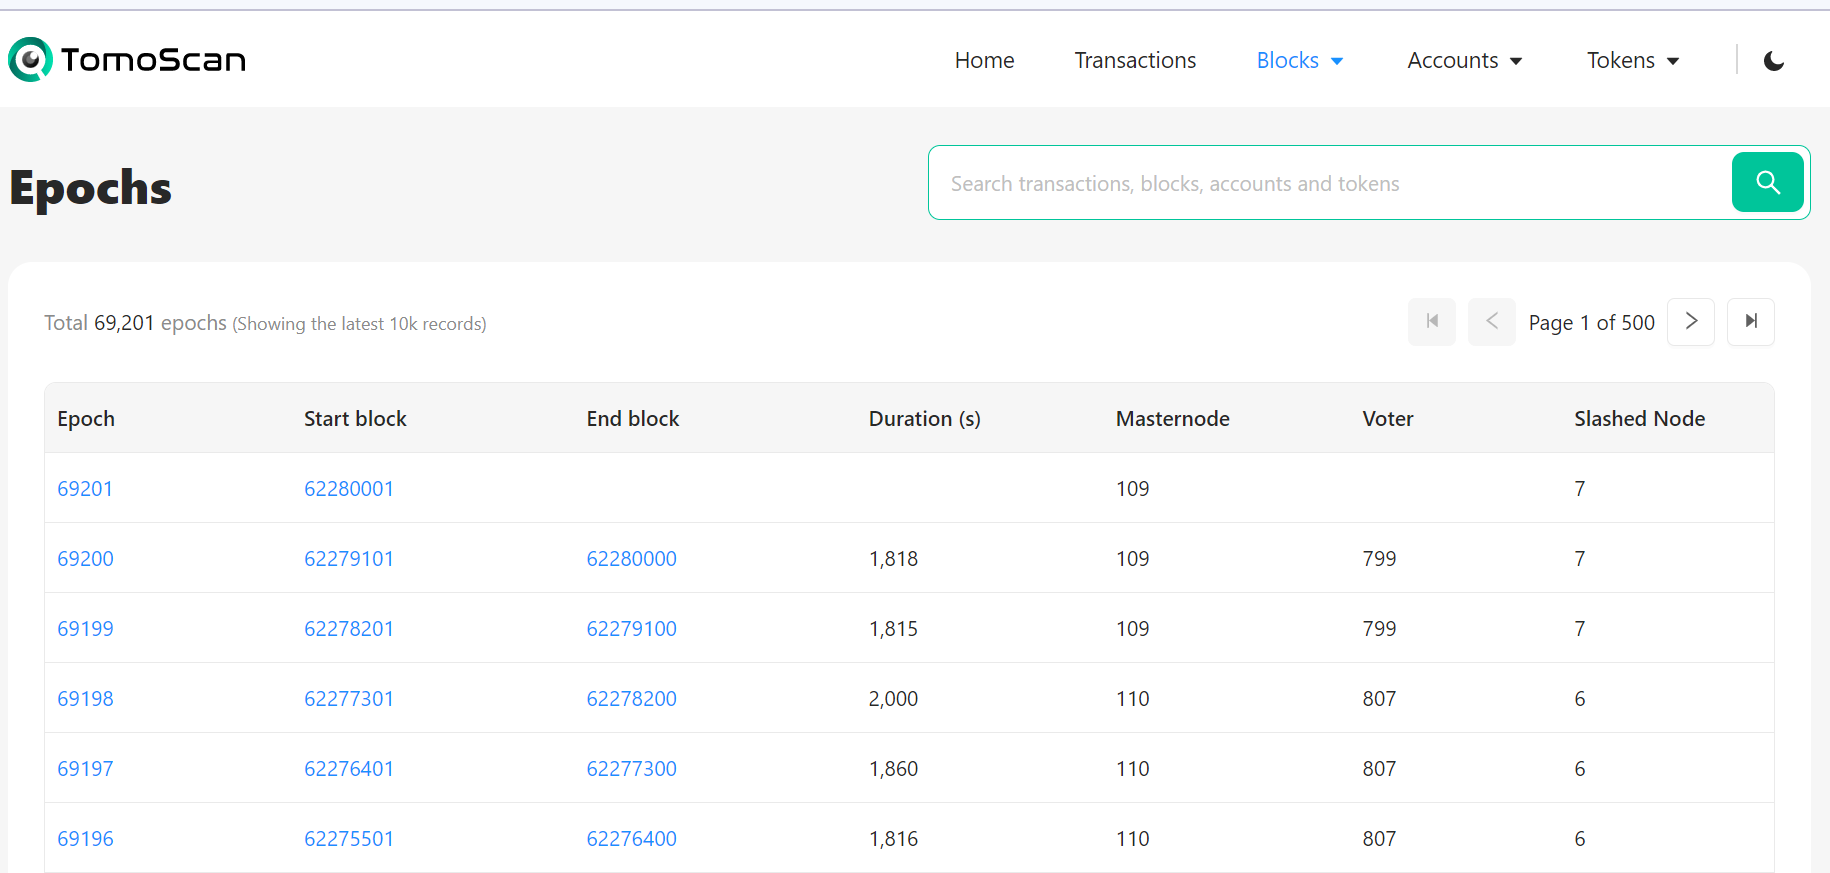 TomoScan
Home Transactions Blocks Accounts Tokens
Epochs
Search transactions, blocks, accounts and tokens
Total 69,201 epochs (Showing the latest 10k records)
Page 1 of 500
Epoch Start block End block Duration (s) Masternode Voter Slashed Node
69201 62280001 109 7
69200 62279101 62280000 1,818 109 799 7
69199 62278201 62279100 1,815 109 799 7
69198 62277301 62278200 2,000 110 807 6
69197 62276401 62277300 1,860 110 807 6
69196 62275501 62276400 1,816 110 807 6